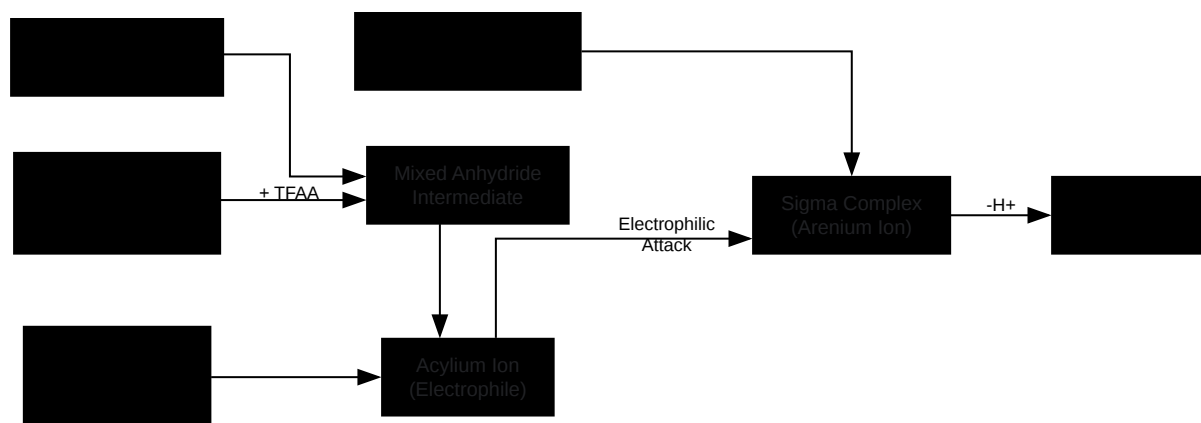 Mixed Anhydride
Intermediate
+ TFAA
Sigma Complex
(Arenium Ion)
-H+
Electrophilic
Attack
Acylium Ion
(Electrophile)